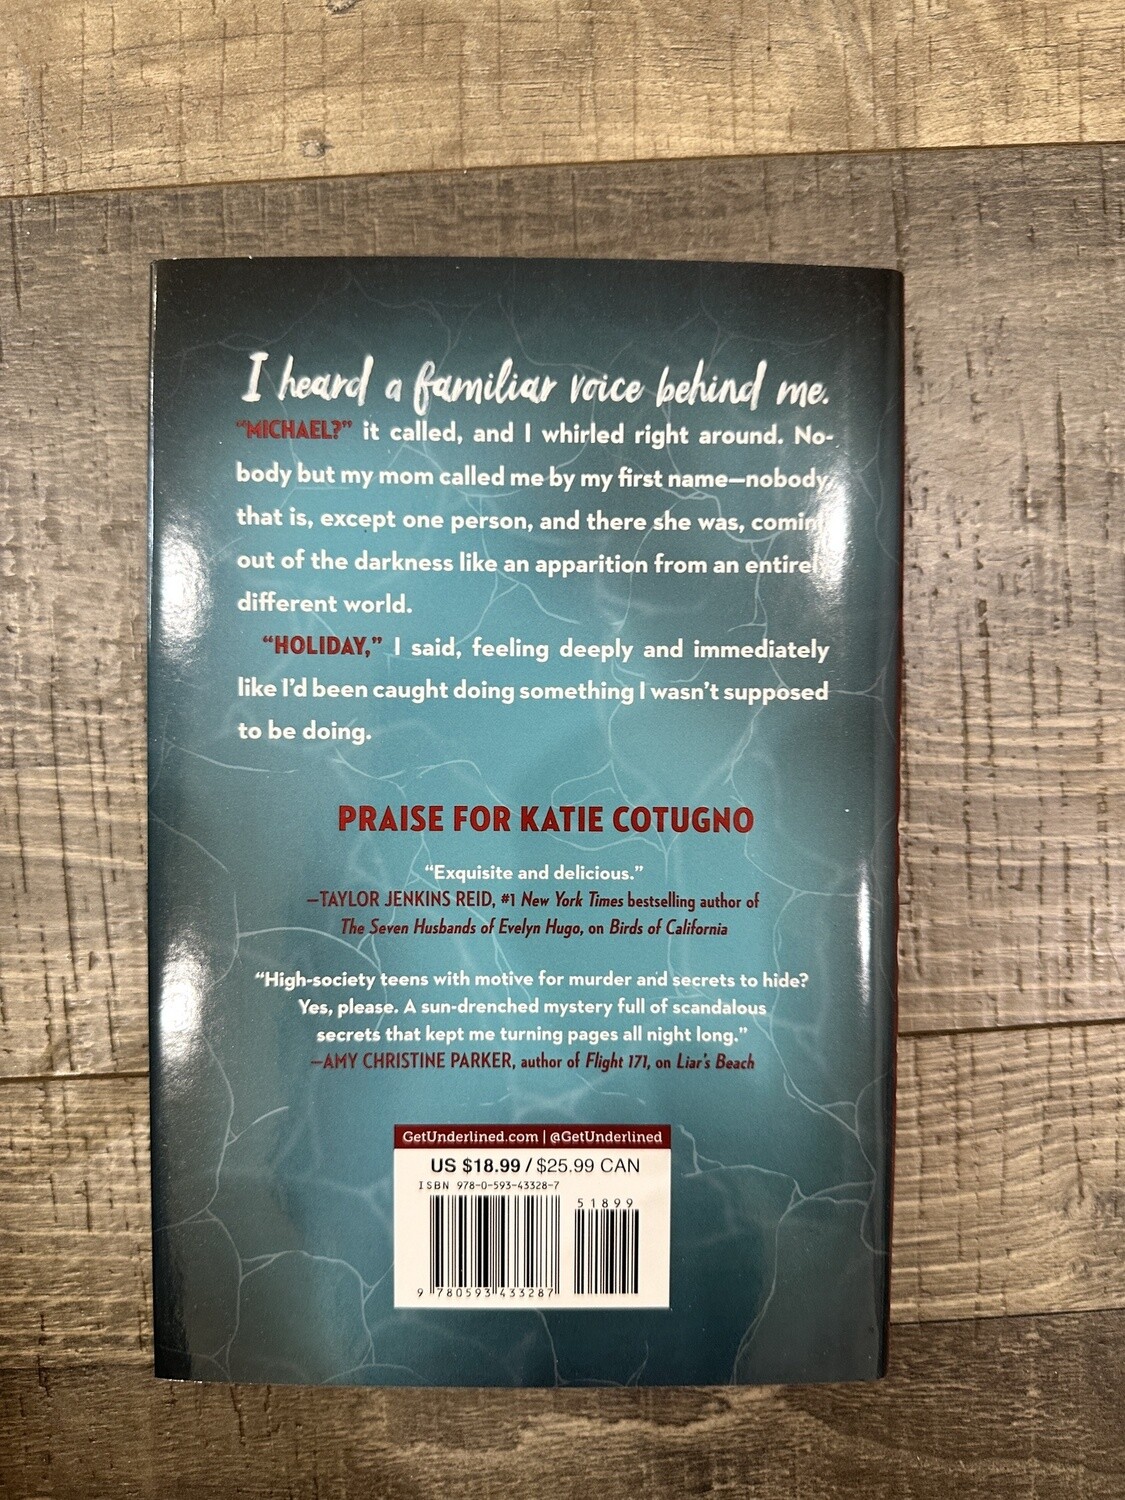 I heard a familiar voice behind me.
"MICHAEL?" it called, and I whirled right around. No-
body but my mom called me by my first name—nobody,
that is, except one person, and there she was,
out of the darkness like an apparition from an
different world.
"HOLIDAY," I said, feeling deeply and immediately
like I'd been caught doing something I wasn't supposed
to be doing.
PRAISE FOR KATIE COTUGNO
"Exquisite and delicious."
—TAYLOR JENKINS REID, #1 New York Times bestselling author of
The Seven Husbands of Evelyn Hugo, on Birds of California
"High-society teens with motive for murder and secrets to hide?
Yes, please. A sun-drenched mystery full of scandalous
secrets that kept me turning pages all night long."
—AMY CHRISTINE PARKER, author of Flight 171, on Liar's Beach
GetUnderlined.com | @GetUnderlined
US $18.99 / $25.99 CAN
ISBN 978-0-593-43328-7
51899
9 780593 433287